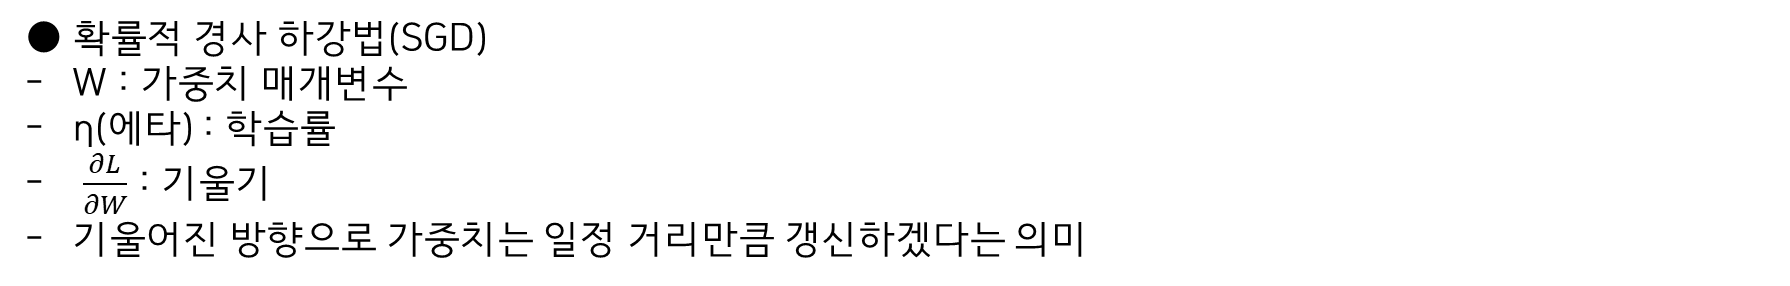 ● 확률적 경사 하강법(SGD)
- W : 가중치 매개변수
- η(에타) : 학습률
- ∂L/∂W : 기울기
- 기울어진 방향으로 가중치는 일정 거리만큼 갱신하겠다는 의미